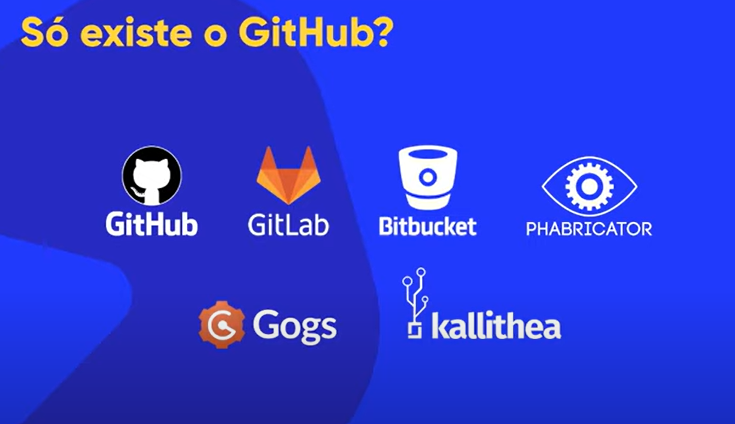 Só existe o GitHub?
GitHub
GitLab
Bitbucket
PHABRICATOR
Gogs
kallithea